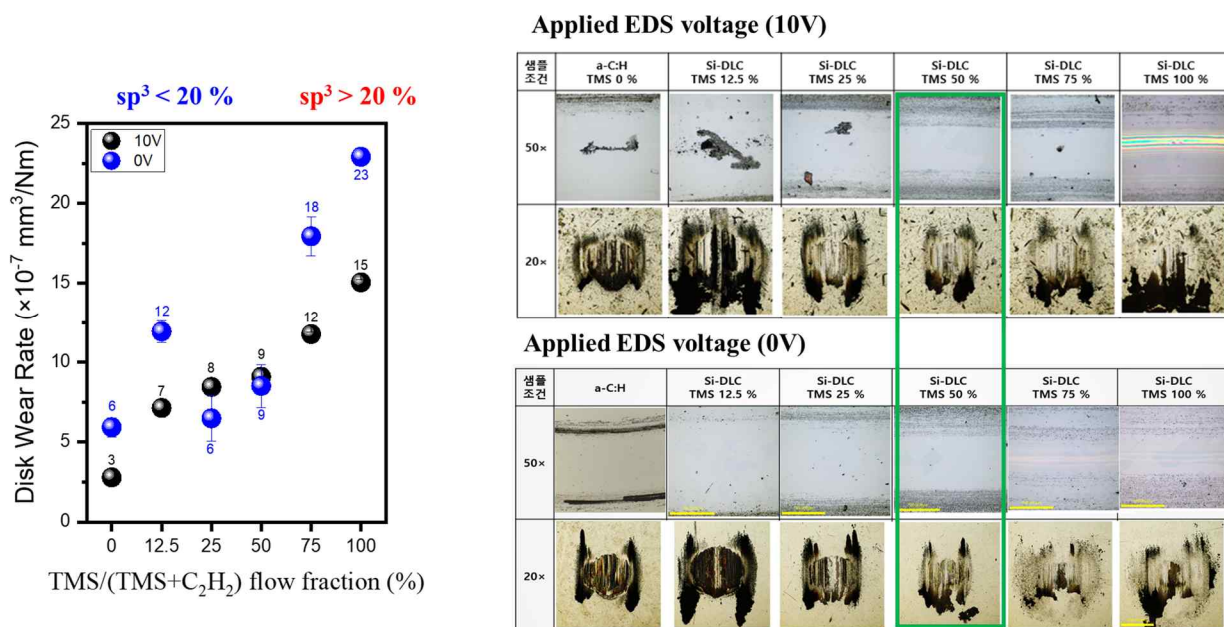 sp³ < 20 %
sp³ > 20 %
Disk Wear Rate (×10⁻⁷ mm³/Nm)
25
20
15
10
5
0
10V
0V
6
3
12
7
8
6
9
9
18
12
23
15
0
12.5
25
50
75
100
TMS/(TMS+C₂H₂) flow fraction (%)
Applied EDS voltage (10V)
샘플
조건
a-C:H
TMS 0 %
Si-DLC
TMS 12.5 %
Si-DLC
TMS 25 %
Si-DLC
TMS 50 %
Si-DLC
TMS 75 %
Si-DLC
TMS 100 %
50×
20×
Applied EDS voltage (0V)
샘플
조건
a-C:H
Si-DLC
TMS 12.5 %
Si-DLC
TMS 25 %
Si-DLC
TMS 50 %
Si-DLC
TMS 75 %
Si-DLC
TMS 100 %
50×
20×